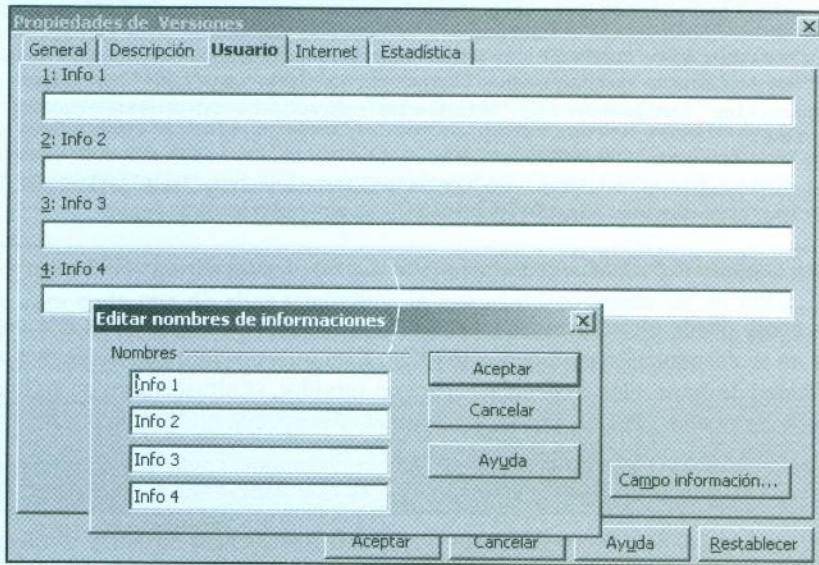 Propiedades de Versiones
General Descripción Usuario Internet Estadística
1: Info 1
2: Info 2
3: Info 3
4: Info 4
Editar nombres de informaciones
Nombres
Info 1
Info 2
Info 3
Info 4
Aceptar
Cancelar
Ayuda
Campo información...
Aceptar Cancelar Ayuda Restablecer